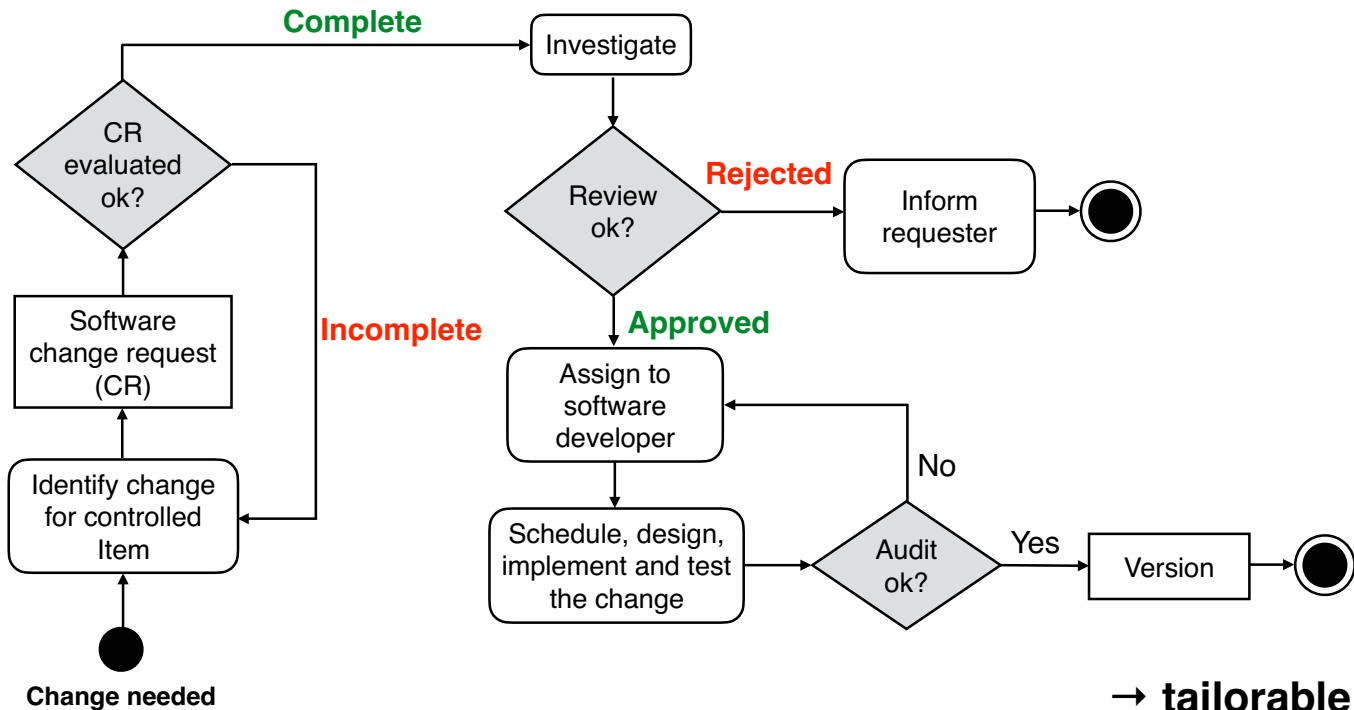 Complete
Investigate
CR
evaluated
ok?
Rejected
Review
ok?
Inform
requester
Software
change request
(CR)
Incomplete
Approved
Assign to
software
developer
No
Identify change
for controlled
Item
Schedule, design,
implement and test
the change
Audit
ok?
Yes
Version
Change needed
→ tailorable